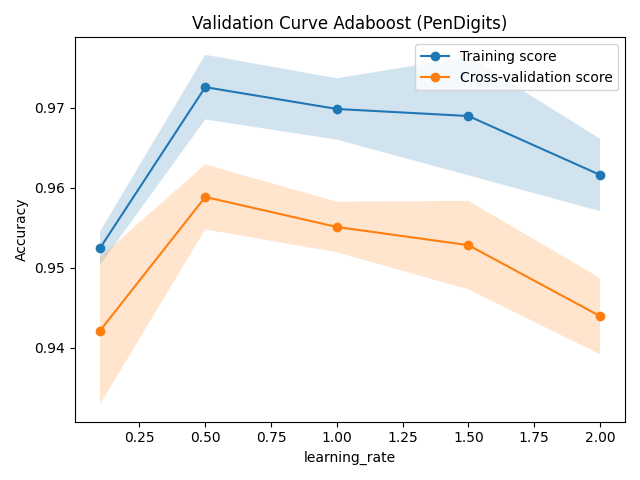 Validation Curve Adaboost (PenDigits)
Training score
Cross-validation score
Accuracy
0.97
0.96
0.95
0.94
0.25 0.50 0.75 1.00 1.25 1.50 1.75 2.00
learning_rate